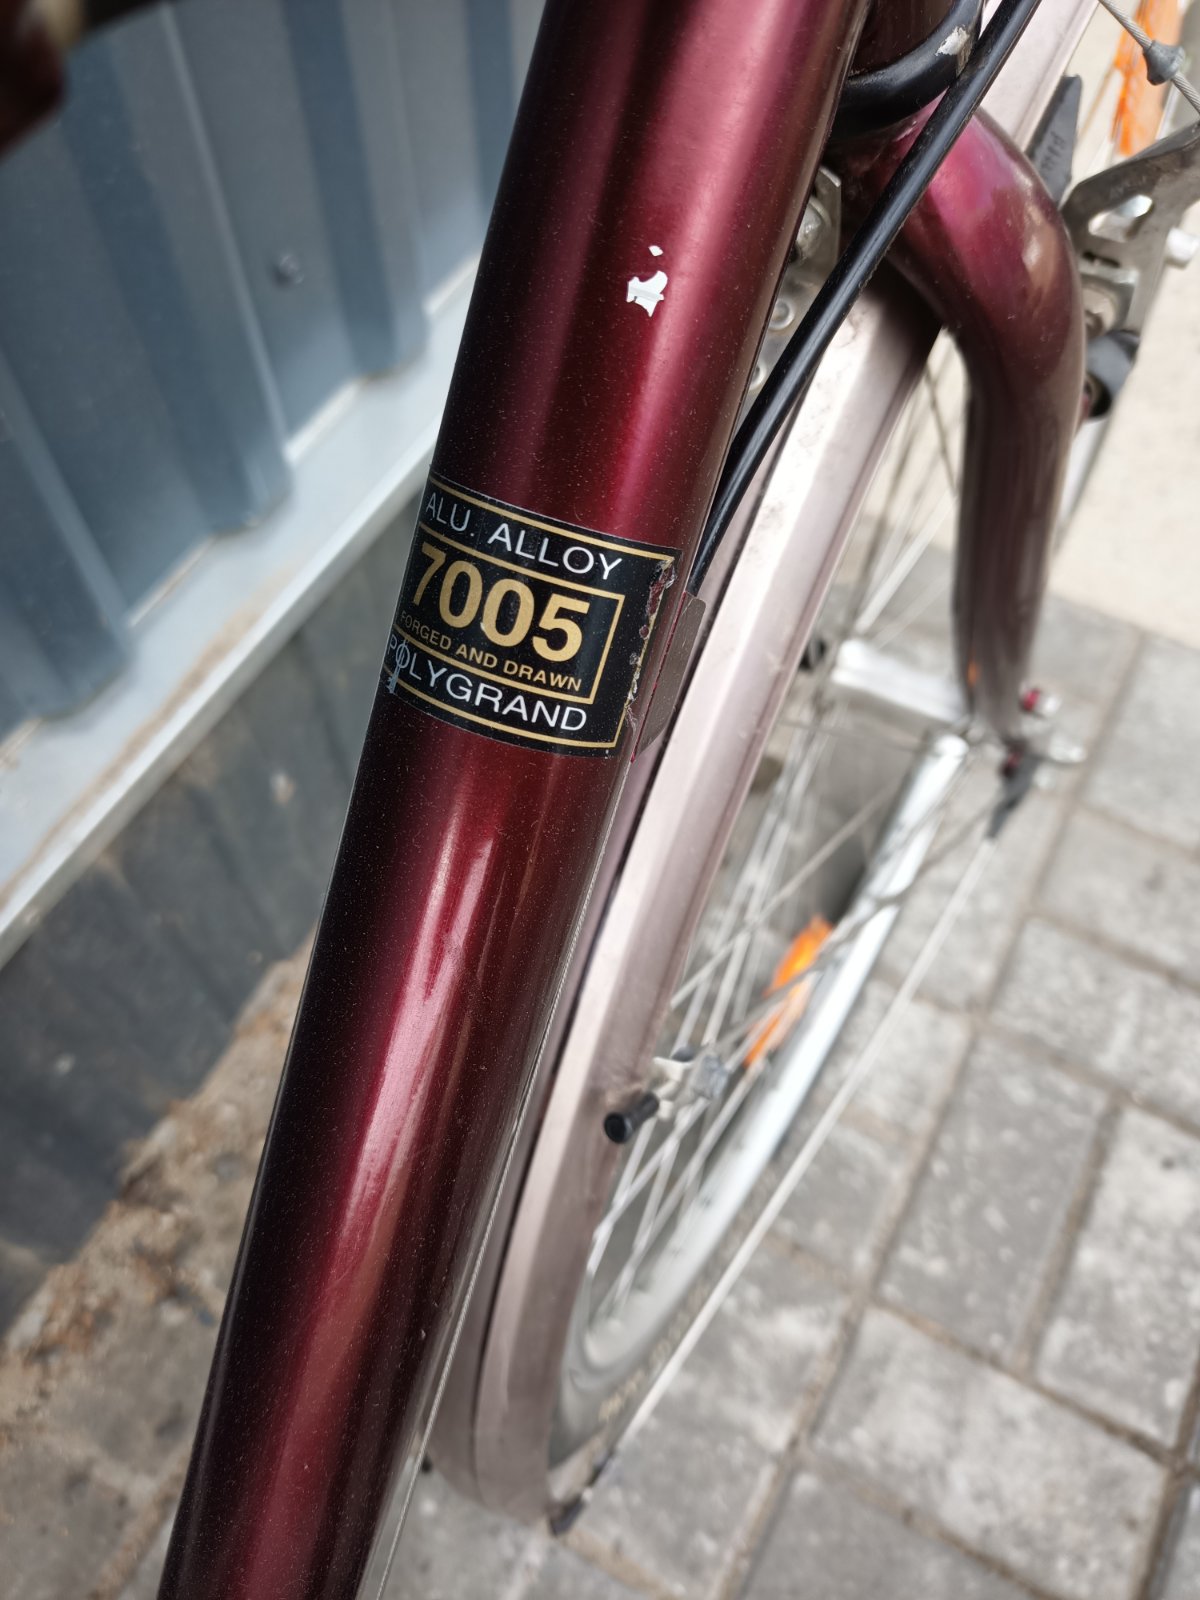 ALU. ALLOY
7005
FORGED AND DRAWN
POLYGRAND